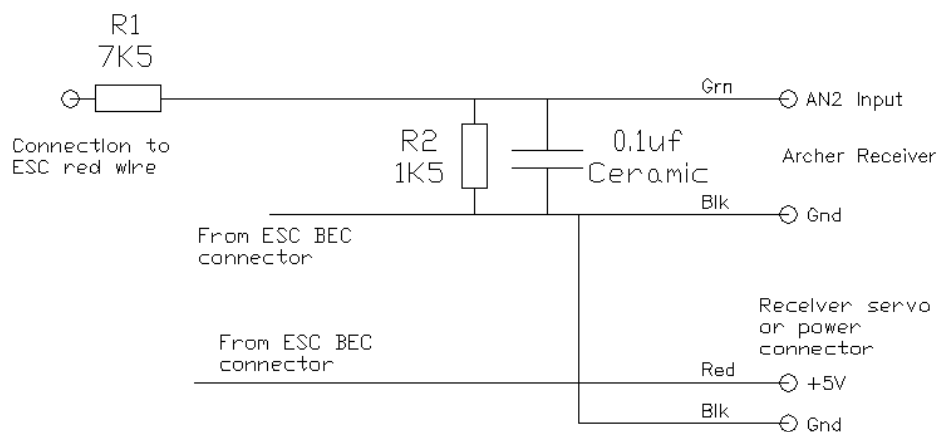 R1
7K5
Grn
AN2 Input
Connection to
ESC red wire
R2
1K5
0.1uf
Ceramic
Archer Receiver
Blk
Gnd
From ESC BEC
connector
Receiver servo
or power
connector
From ESC BEC
connector
Red
+5V
Blk
Gnd